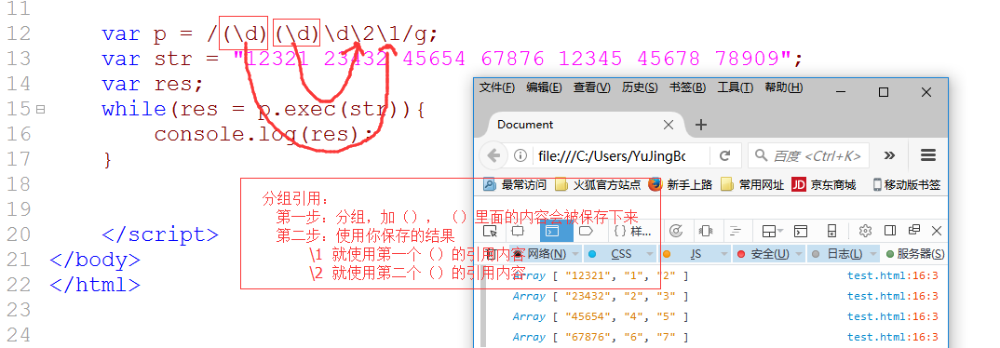 11
12 var p = /(\d)(\d)\d\2\1/g;
13 var str = "12321 23432 45654 67876 12345 45678 78909";
14 var res;
15 while(res = p.exec(str)){
16 console.log(res);
17 }
18
19
20 </script>
21 </body>
22 </html>
23
24
分组引用：
第一步：分组，加（），（）里面的内容会被保存下来
第二步：使用你保存的结果
\1 就使用第一个（）的引用内容
\2 就使用第二个（）的引用内容
文件(F) 编辑(E) 查看(V) 历史(S) 书签(B) 工具(T) 帮助(H)
Document
file:///C:/Users/YuJingBo
百度 <Ctrl+K>
最常访问 火狐官方站点 新手上路 常用网址 JD 京东商城 移动版书签
{ } 样...
网络(N) CSS JS 安全(U) 日志(L) 服务器(S)
Array [ "12321", "1", "2" ] test.html:16:3
Array [ "23432", "2", "3" ] test.html:16:3
Array [ "45654", "4", "5" ] test.html:16:3
Array [ "67876", "6", "7" ] test.html:16:3